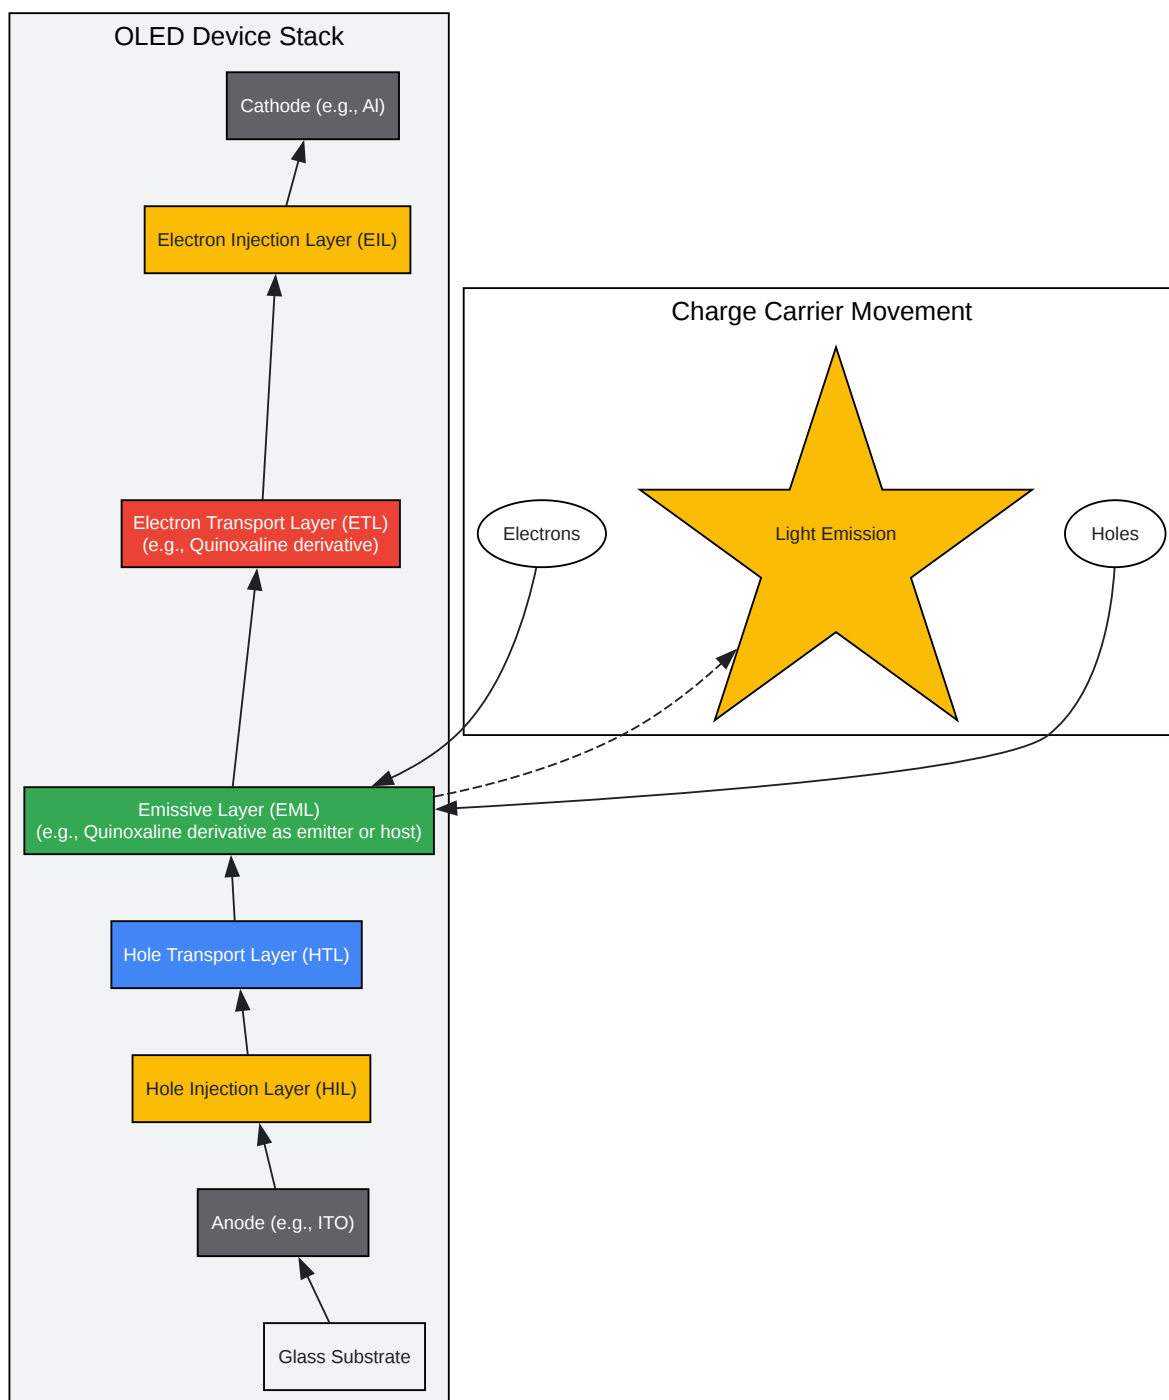 OLED Device Stack
Cathode (e.g., Al)
Electron Injection Layer (EIL)
Charge Carrier Movement
Electron Transport Layer (ETL)
(e.g., Quinoxaline derivative)
Electrons
Light Emission
Holes
Emissive Layer (EML)
(e.g., Quinoxaline derivative as emitter or host)
Hole Transport Layer (HTL)
Hole Injection Layer (HIL)
Anode (e.g., ITO)
Glass Substrate